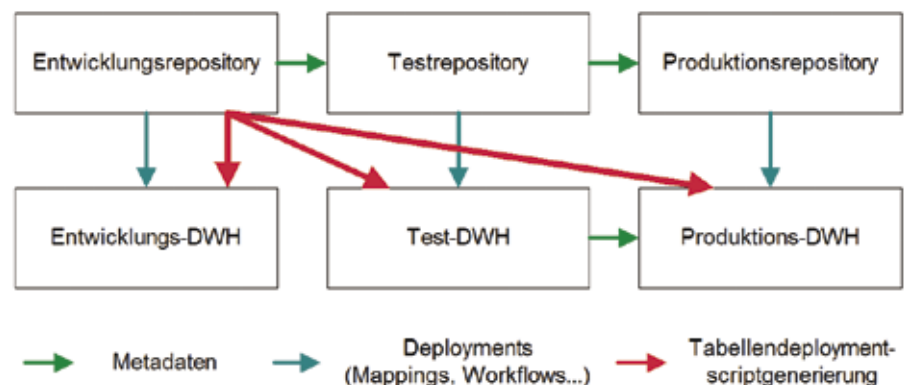 Entwicklungsrepository
Testrepository
Produktionsrepository
Entwicklungs-DWH
Test-DWH
Produktions-DWH
Metadaten
Deployments
(Mappings, Workflows...)
Tabellendeployment-
scriptgenerierung